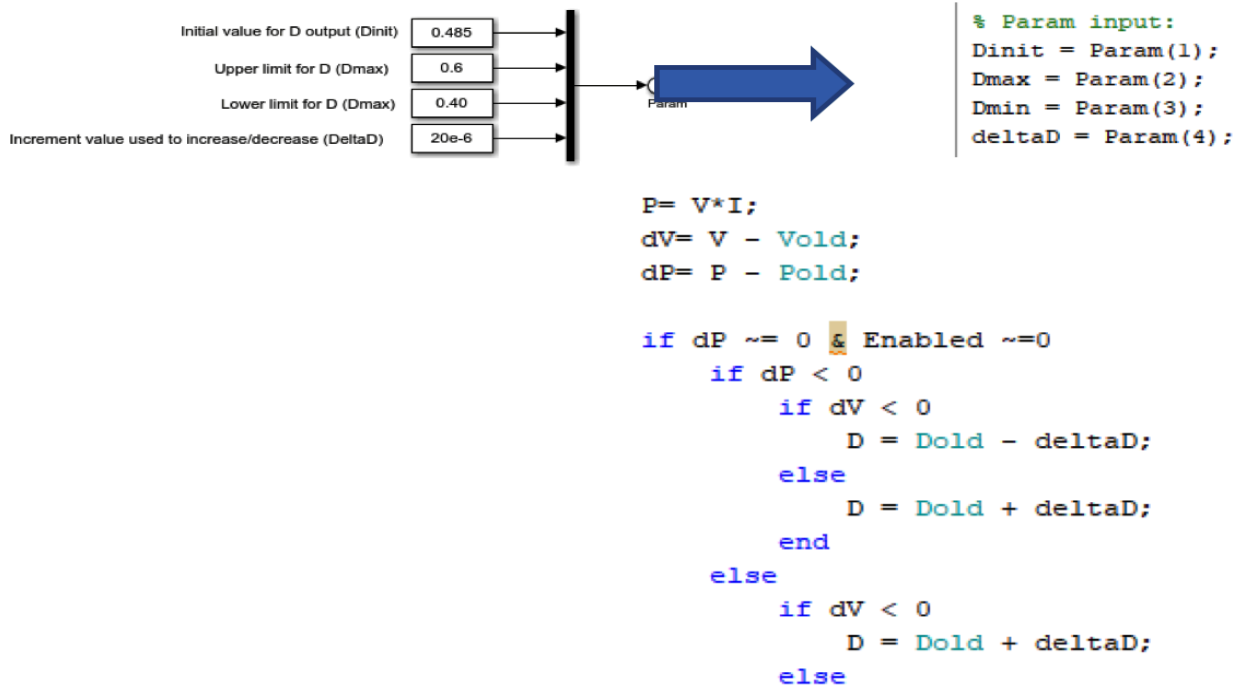 Initial value for D output (Dinit)
0.485
Upper limit for D (Dmax)
0.6
Lower limit for D (Dmax)
0.40
Increment value used to increase/decrease (DeltaD)
20e-6
Param
% Param input:
Dinit = Param(1);
Dmax = Param(2);
Dmin = Param(3);
deltaD = Param(4);
P= V*I;
dV= V - Vold;
dP= P - Pold;
if dP ~= 0 & Enabled ~=0
if dP < 0
if dV < 0
D = Dold - deltaD;
else
D = Dold + deltaD;
end
else
if dV < 0
D = Dold + deltaD;
else